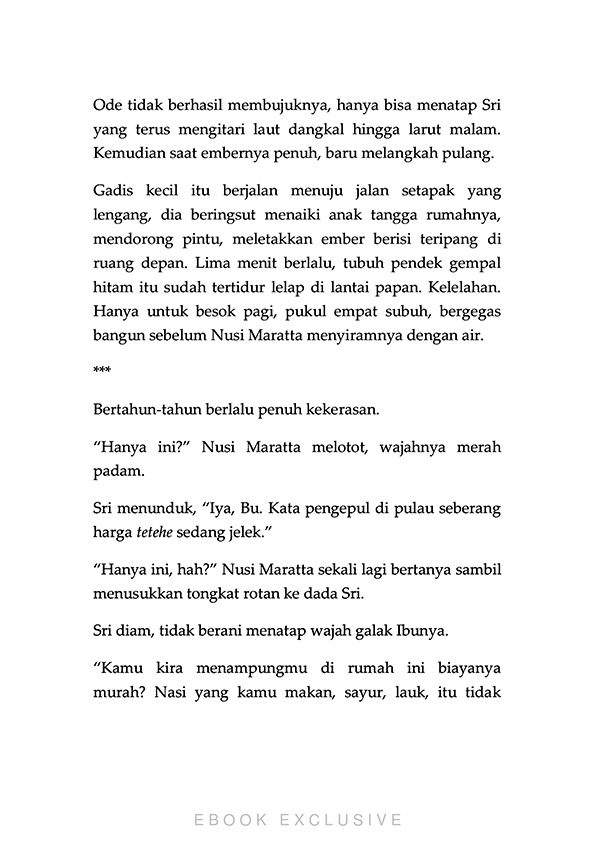 Ode tidak berhasil membujuknya, hanya bisa menatap Sri
yang terus mengitari laut dangkal hingga larut malam.
Kemudian saat embernya penuh, baru melangkah pulang.
Gadis kecil itu berjalan menuju jalan setapak yang
lengang, dia beringsut menaiki anak tangga rumahnya,
mendorong pintu, meletakkan ember berisi teripang di
ruang depan. Lima menit berlalu, tubuh pendek gempal
hitam itu sudah tertidur lelap di lantai papan. Kelelahan.
Hanya untuk besok pagi, pukul empat subuh, bergegas
bangun sebelum Nusi Maratta menyiramnya dengan air.
***
Bertahun-tahun berlalu penuh kekerasan.
“Hanya ini?” Nusi Maratta melotot, wajahnya merah
padam.
Sri menunduk, “Iya, Bu. Kata pengepul di pulau seberang
harga tetehe sedang jelek.”
“Hanya ini, hah?” Nusi Maratta sekali lagi bertanya sambil
menusukkan tongkat rotan ke dada Sri.
Sri diam, tidak berani menatap wajah galak Ibunya.
“Kamu kira menampungmu di rumah ini biayanya
murah? Nasi yang kamu makan, sayur, lauk, itu tidak
EBOOK EXCLUSIVE